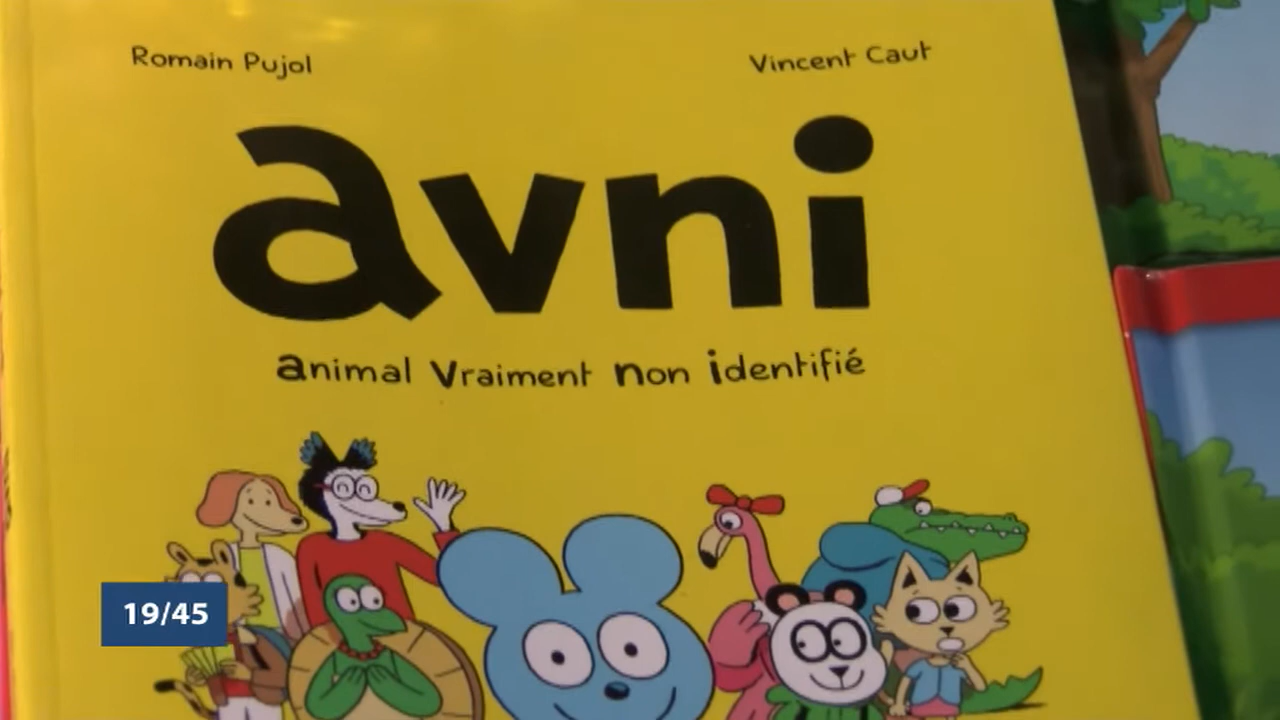 Romain Pujol
Vincent Caut
avni
animal vraiment non identifié
19/45